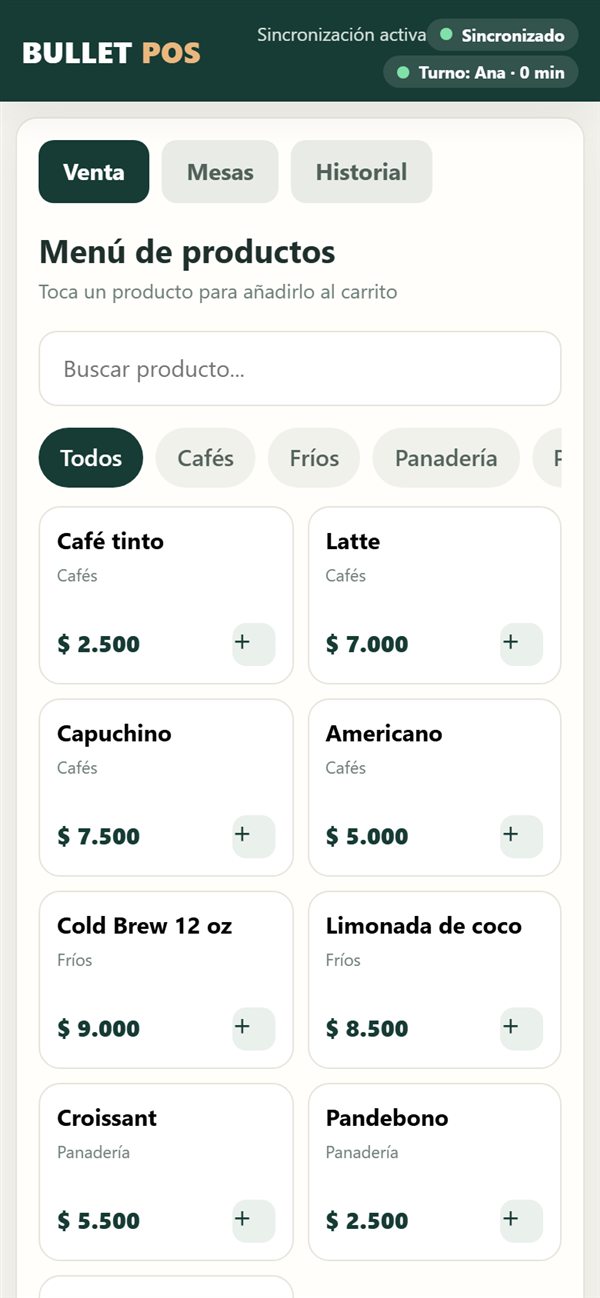 BULLET POS
Sincronización activa
Sincronizado
Turno: Ana · 0 min
Venta
Mesas
Historial
Menú de productos
Toca un producto para añadirlo al carrito
Buscar producto...
Todos
Cafés
Fríos
Panadería
Café tinto
Cafés
$ 2.500
+
Latte
Cafés
$ 7.000
+
Capuchino
Cafés
$ 7.500
+
Americano
Cafés
$ 5.000
+
Cold Brew 12 oz
Fríos
$ 9.000
+
Limonada de coco
Fríos
$ 8.500
+
Croissant
Panadería
$ 5.500
+
Pandebono
Panadería
$ 2.500
+